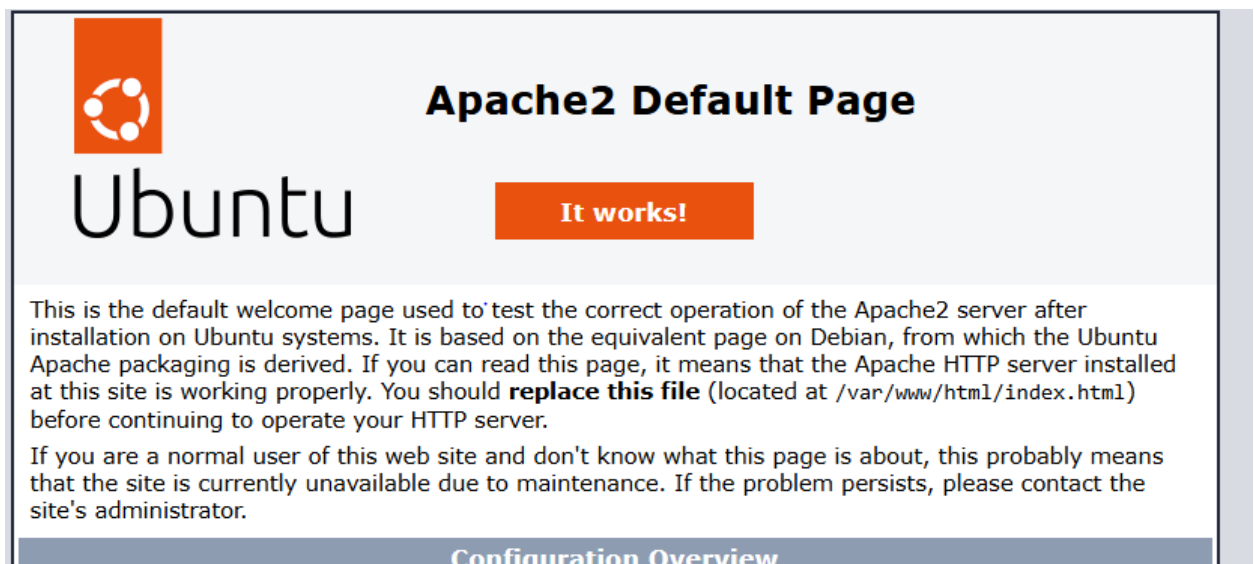 Apache2 Default Page
Ubuntu
It works!
This is the default welcome page used to test the correct operation of the Apache2 server after
installation on Ubuntu systems. It is based on the equivalent page on Debian, from which the Ubuntu
Apache packaging is derived. If you can read this page, it means that the Apache HTTP server installed
at this site is working properly. You should replace this file (located at /var/www/html/index.html)
before continuing to operate your HTTP server.
If you are a normal user of this web site and don't know what this page is about, this probably means
that the site is currently unavailable due to maintenance. If the problem persists, please contact the
site's administrator.
Configuration Overview